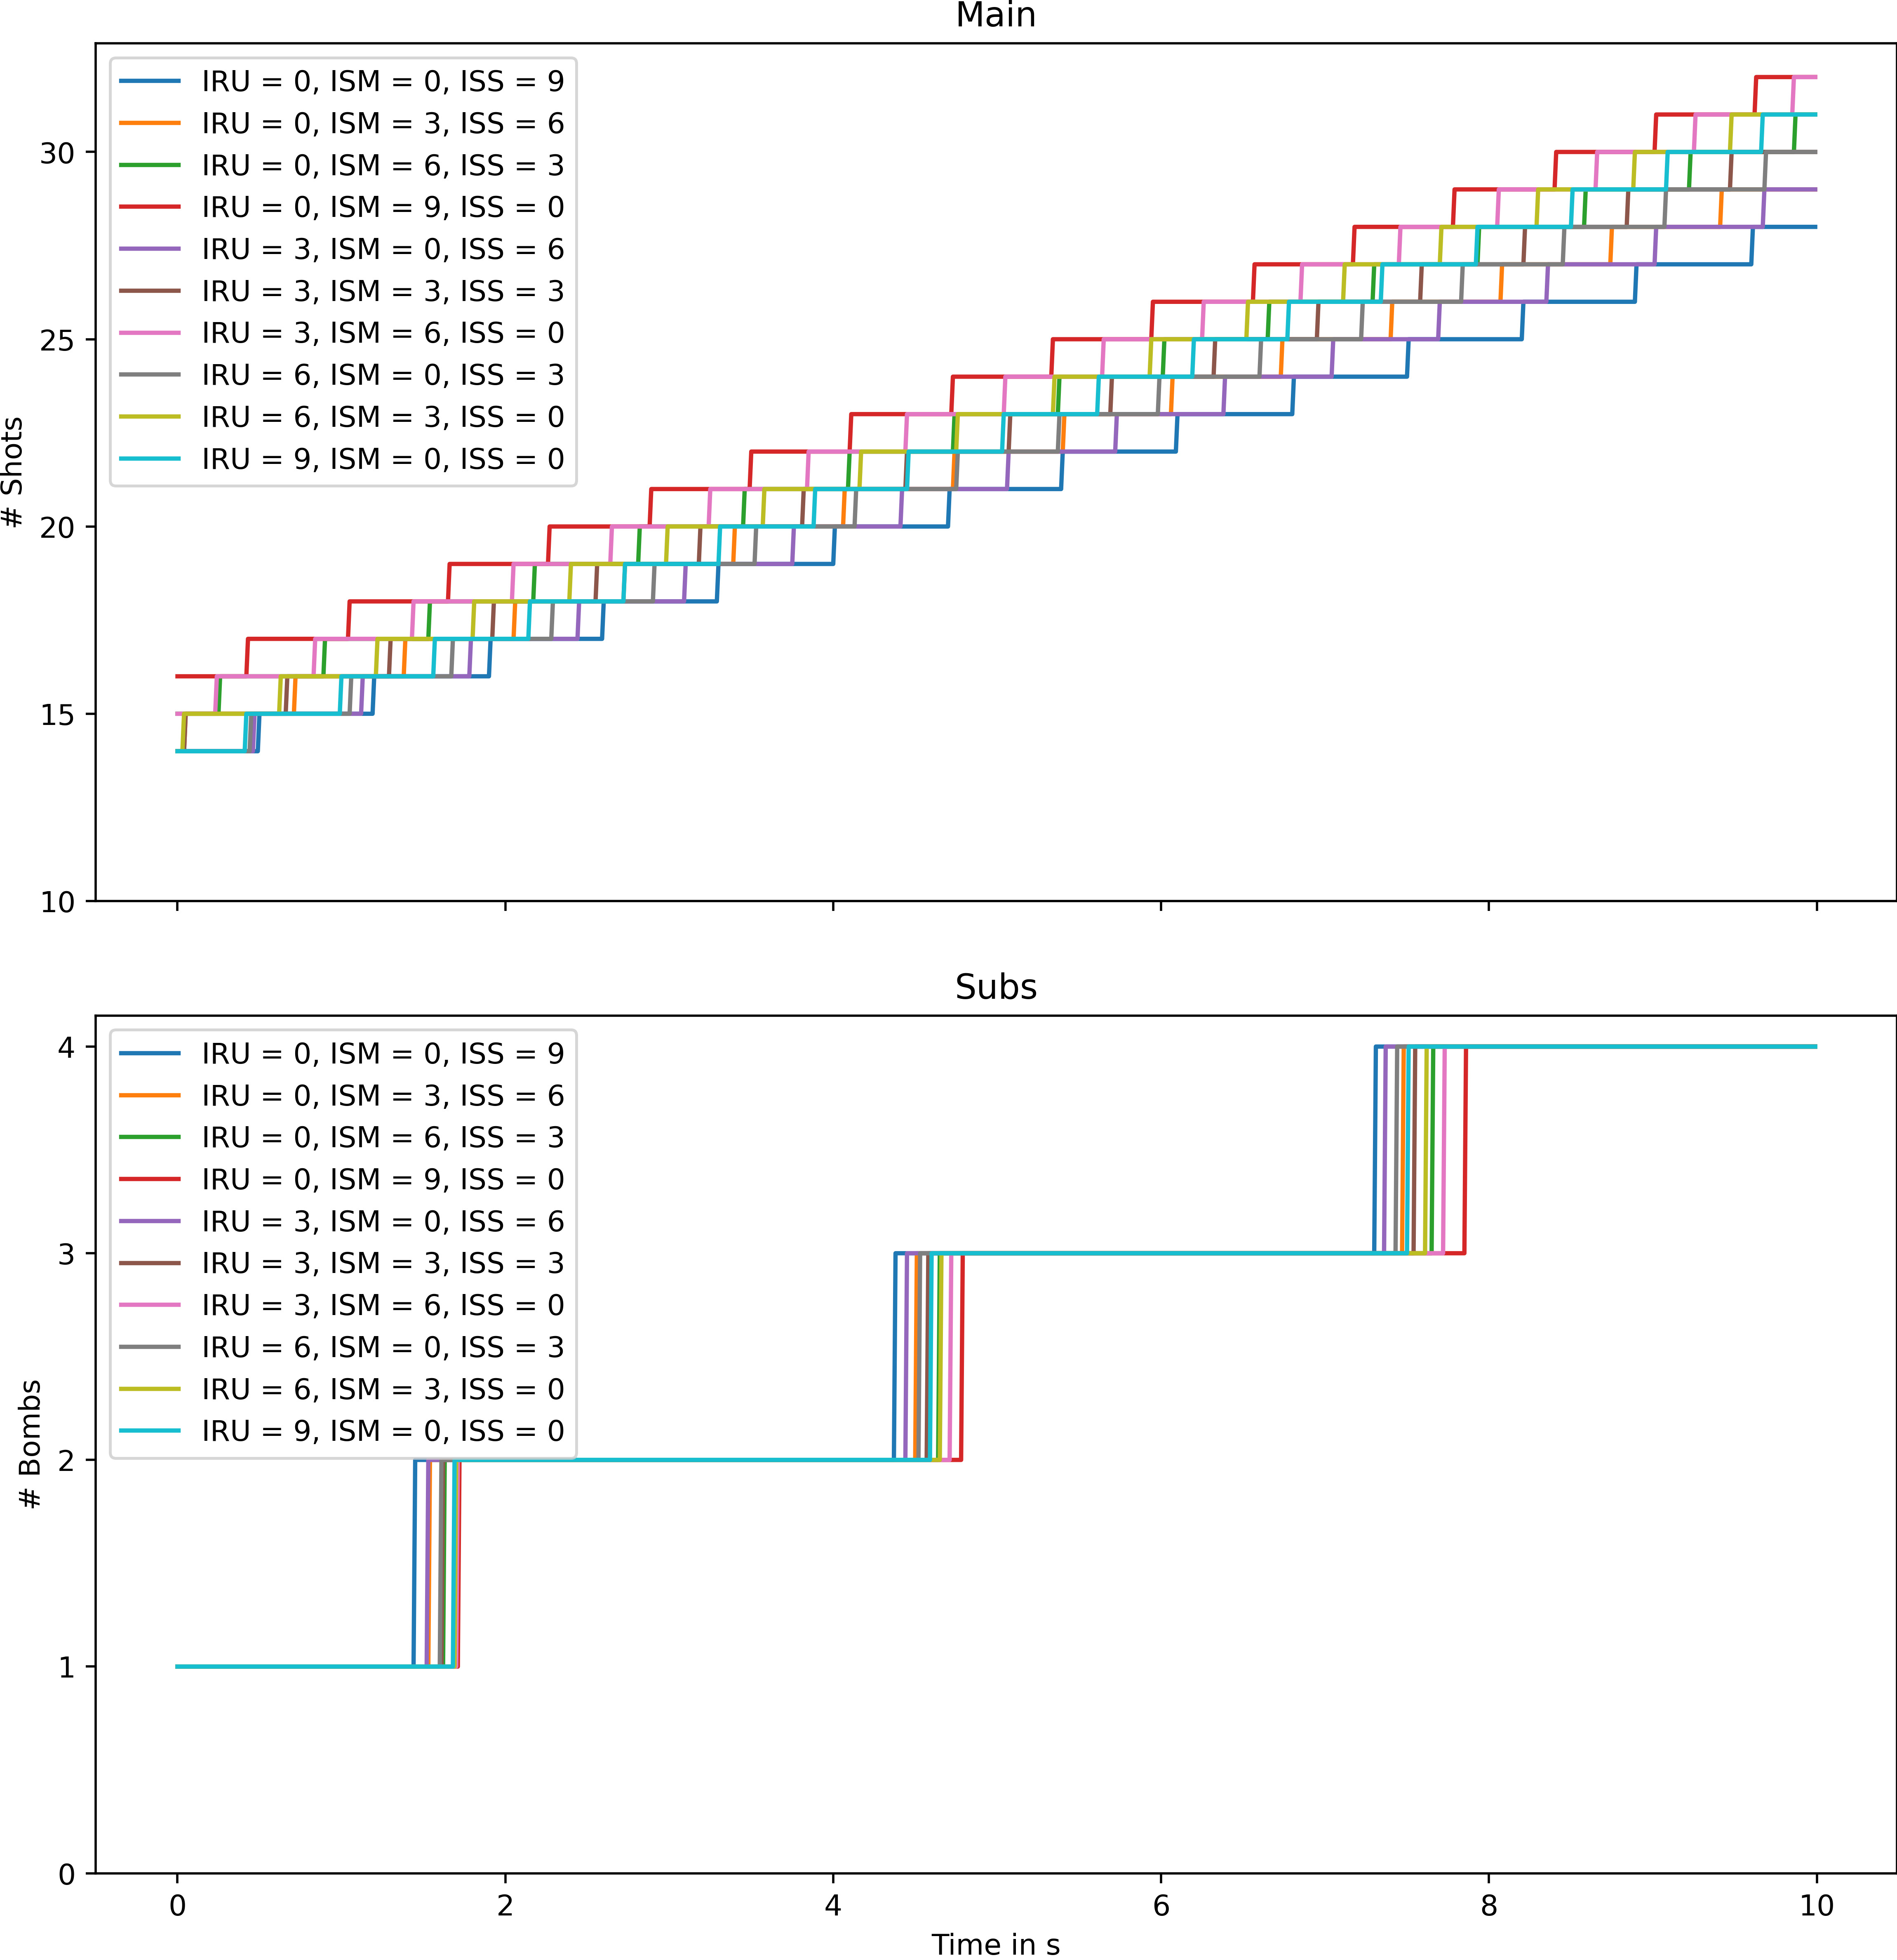 Main
IRU = 0, ISM = 0, ISS = 9
IRU = 0, ISM = 3, ISS = 6
IRU = 0, ISM = 6, ISS = 3
IRU = 0, ISM = 9, ISS = 0
IRU = 3, ISM = 0, ISS = 6
IRU = 3, ISM = 3, ISS = 3
IRU = 3, ISM = 6, ISS = 0
IRU = 6, ISM = 0, ISS = 3
IRU = 6, ISM = 3, ISS = 0
IRU = 9, ISM = 0, ISS = 0
30
25
20
15
10
# Shots
Subs
IRU = 0, ISM = 0, ISS = 9
IRU = 0, ISM = 3, ISS = 6
IRU = 0, ISM = 6, ISS = 3
IRU = 0, ISM = 9, ISS = 0
IRU = 3, ISM = 0, ISS = 6
IRU = 3, ISM = 3, ISS = 3
IRU = 3, ISM = 6, ISS = 0
IRU = 6, ISM = 0, ISS = 3
IRU = 6, ISM = 3, ISS = 0
IRU = 9, ISM = 0, ISS = 0
4
3
2
1
0
# Bombs
0 2 4 6 8 10
Time in s